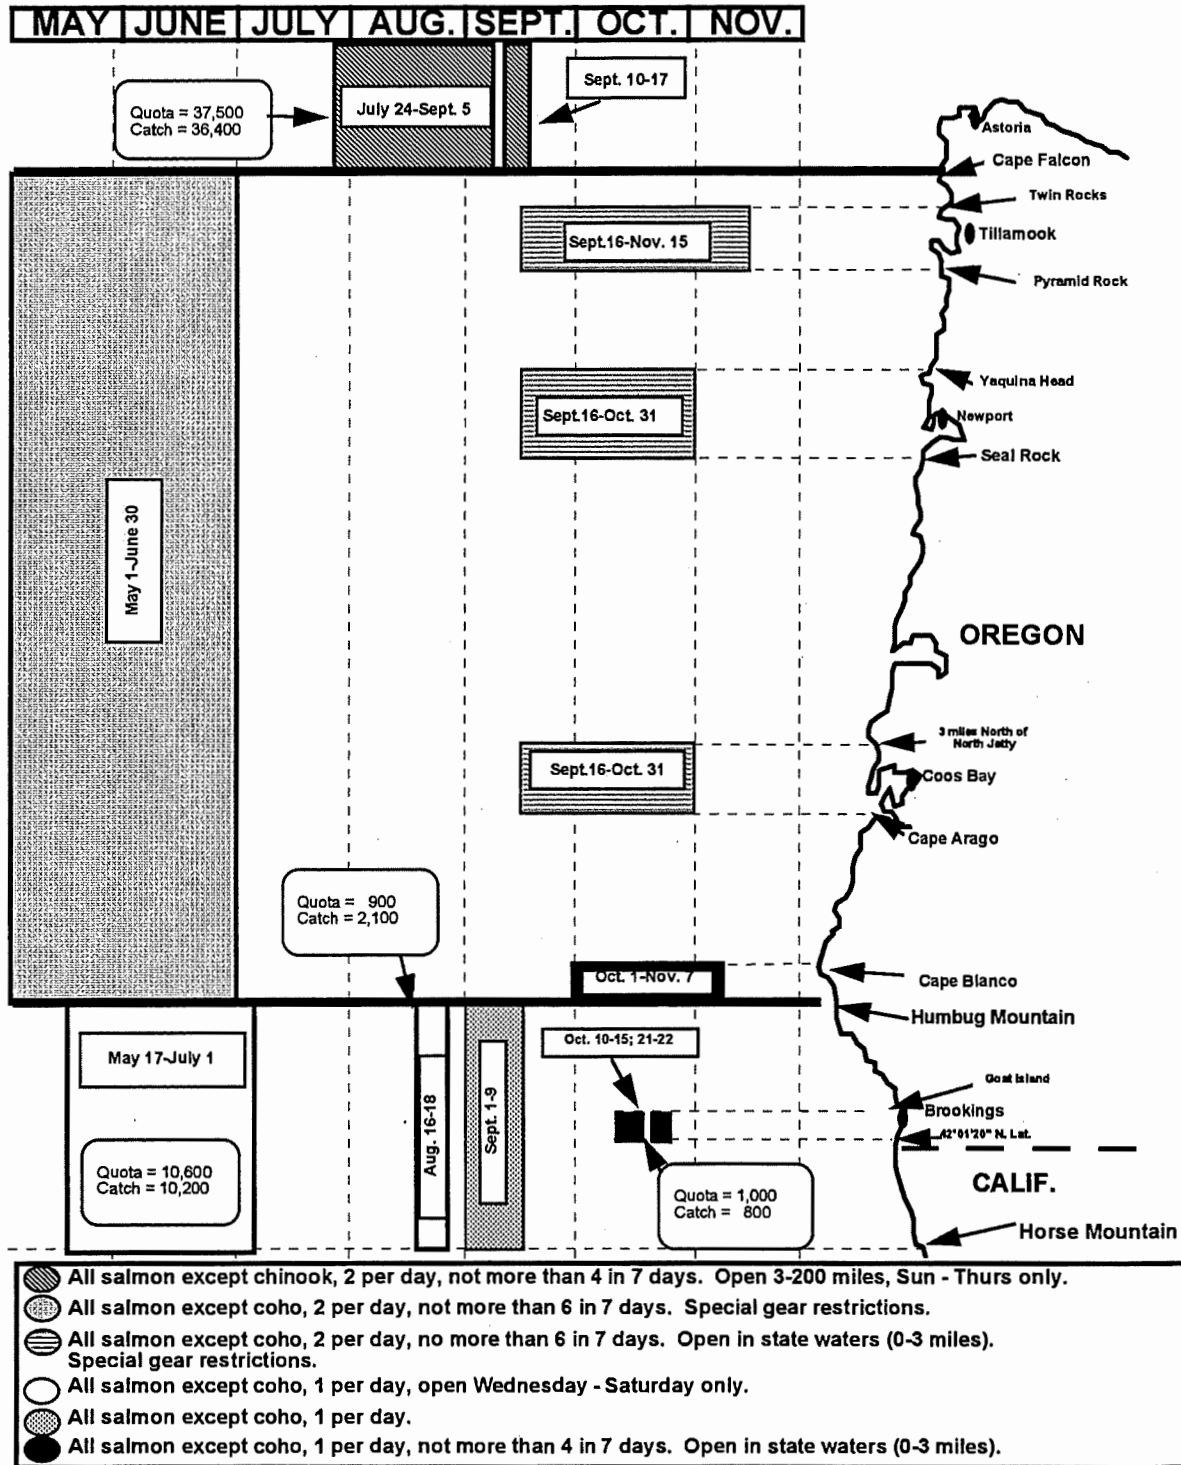 MAY JUNE JULY AUG. SEPT. OCT. NOV.
Sept. 10-17
Quota = 37,500
Catch = 36,400
July 24-Sept. 5
Astoria
Cape Falcon
Twin Rocks
Sept.16-Nov. 15
Tillamook
Pyramid Rock
Yaquina Head
Sept.16-Oct. 31
Newport
Seal Rock
May 1-June 30
OREGON
3 miles North of
North Jetty
Sept.16-Oct. 31
Coos Bay
Cape Arago
Quota = 900
Catch = 2,100
Oct. 1-Nov. 7
Cape Blanco
Humbug Mountain
May 17-July 1
Oct. 10-15; 21-22
Goat Island
Brookings
Aug. 16-18
Sept. 1-9
42°01'20" N. Lat.
Quota = 10,600
Catch = 10,200
CALIF.
Quota = 1,000
Catch = 800
Horse Mountain
All salmon except chinook, 2 per day, not more than 4 in 7 days. Open 3-200 miles, Sun - Thurs only.
All salmon except coho, 2 per day, not more than 6 in 7 days. Special gear restrictions.
All salmon except coho, 2 per day, no more than 6 in 7 days. Open in state waters (0-3 miles).
Special gear restrictions.
All salmon except coho, 1 per day, open Wednesday - Saturday only.
All salmon except coho, 1 per day.
All salmon except coho, 1 per day, not more than 4 in 7 days. Open in state waters (0-3 miles).